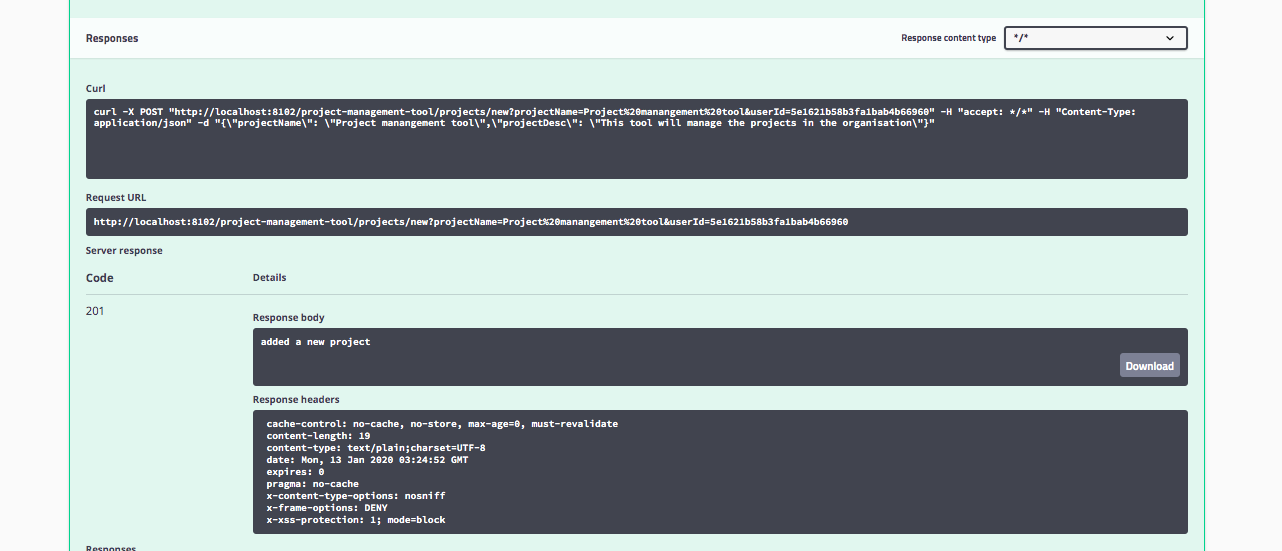 Responses
Response content type
*/*
Curl
curl -X POST "http://localhost:8102/project-management-tool/projects/new?projectName=Project%20manangement%20tool&userId=5e1621b58b3fa1bab4b66960" -H "accept: */*" -H "Content-Type:
application/json" -d "{\"projectName\": \"Project manangement tool\",\"projectDesc\": \"This tool will manage the projects in the organisation\"}"
Request URL
http://localhost:8102/project-management-tool/projects/new?projectName=Project%20manangement%20tool&userId=5e1621b58b3fa1bab4b66960
Server response
Code
Details
201
Response body
added a new project
Download
Response headers
cache-control: no-cache, no-store, max-age=0, must-revalidate
content-length: 19
content-type: text/plain;charset=UTF-8
date: Mon, 13 Jan 2020 03:24:52 GMT
expires: 0
pragma: no-cache
x-content-type-options: nosniff
x-frame-options: DENY
x-xss-protection: 1; mode=block
Responses